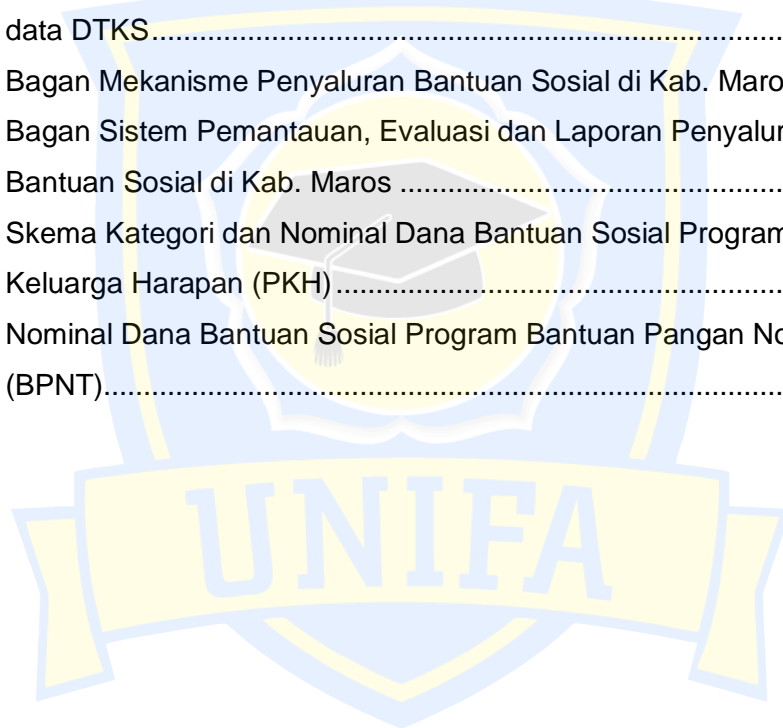 data DTKS................................................................................
Bagan Mekanisme Penyaluran Bantuan Sosial di Kab. Maro
Bagan Sistem Pemantauan, Evaluasi dan Laporan Penyalur
Bantuan Sosial di Kab. Maros ................................................
Skema Kategori dan Nominal Dana Bantuan Sosial Program
Keluarga Harapan (PKH) ........................................................
Nominal Dana Bantuan Sosial Program Bantuan Pangan No
(BPNT)......................................................................................
UNIFA